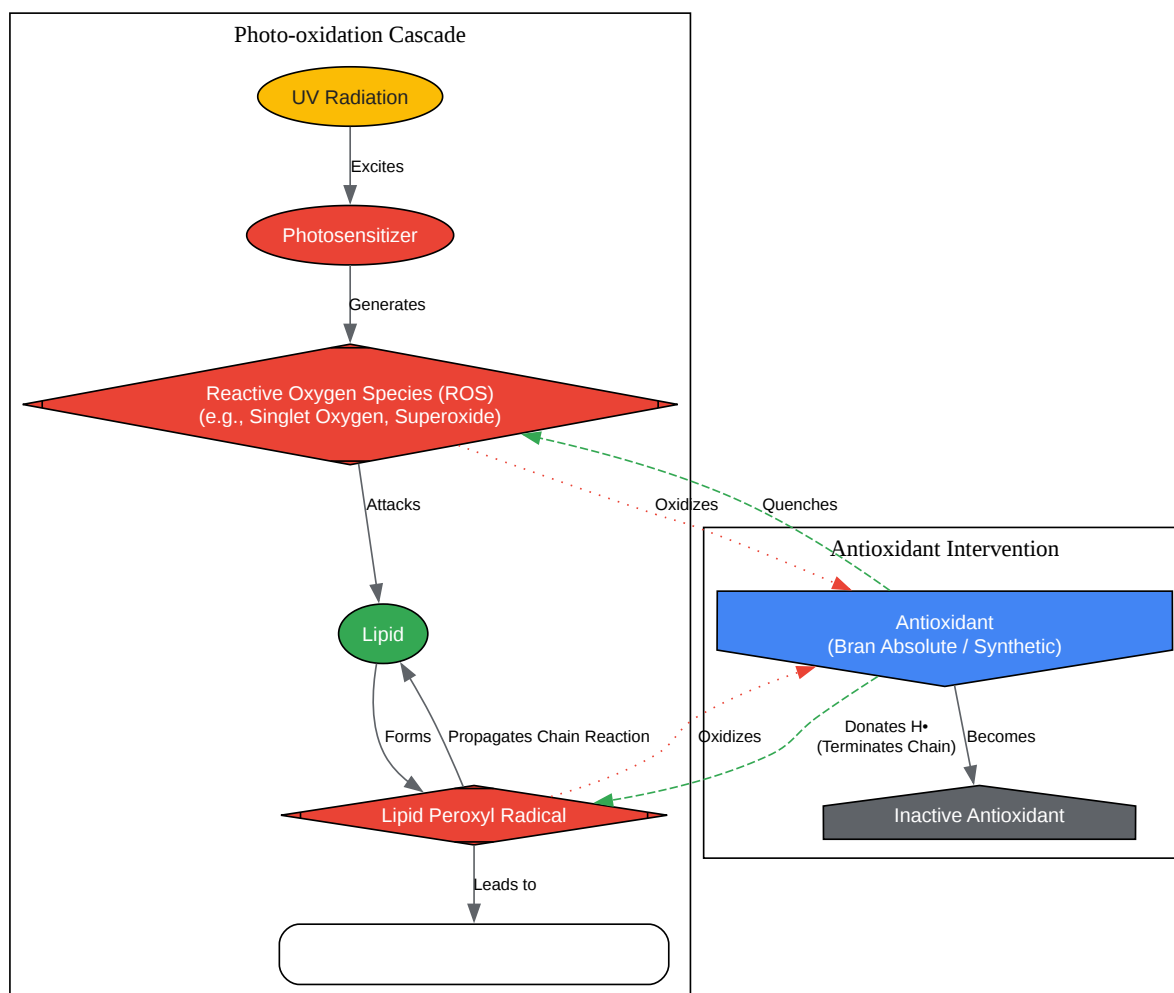 Photo-oxidation Cascade
UV Radiation
Excites
Photosensitizer
Generates
Reactive Oxygen Species (ROS)
(e.g., Singlet Oxygen, Superoxide)
Attacks
Oxidizes
Quenches
Antioxidant Intervention
Antioxidant
(Bran Absolute / Synthetic)
Lipid
Forms
Propagates Chain Reaction
Oxidizes
Donates H•
(Terminates Chain)
Becomes
Lipid Peroxyl Radical
Inactive Antioxidant
Leads to